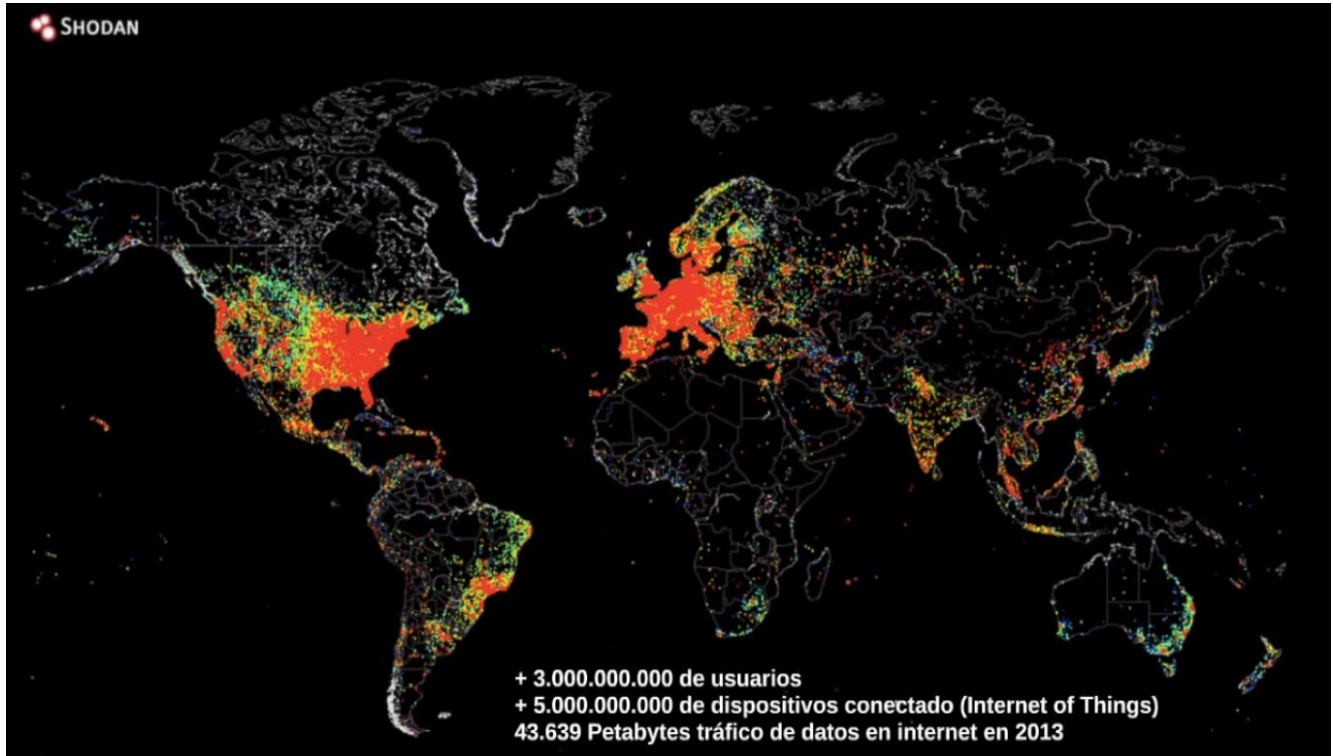 SHODAN
+ 3.000.000.000 de usuarios
+ 5.000.000.000 de dispositivos conectado (Internet of Things)
43.639 Petabytes tráfico de datos en internet en 2013